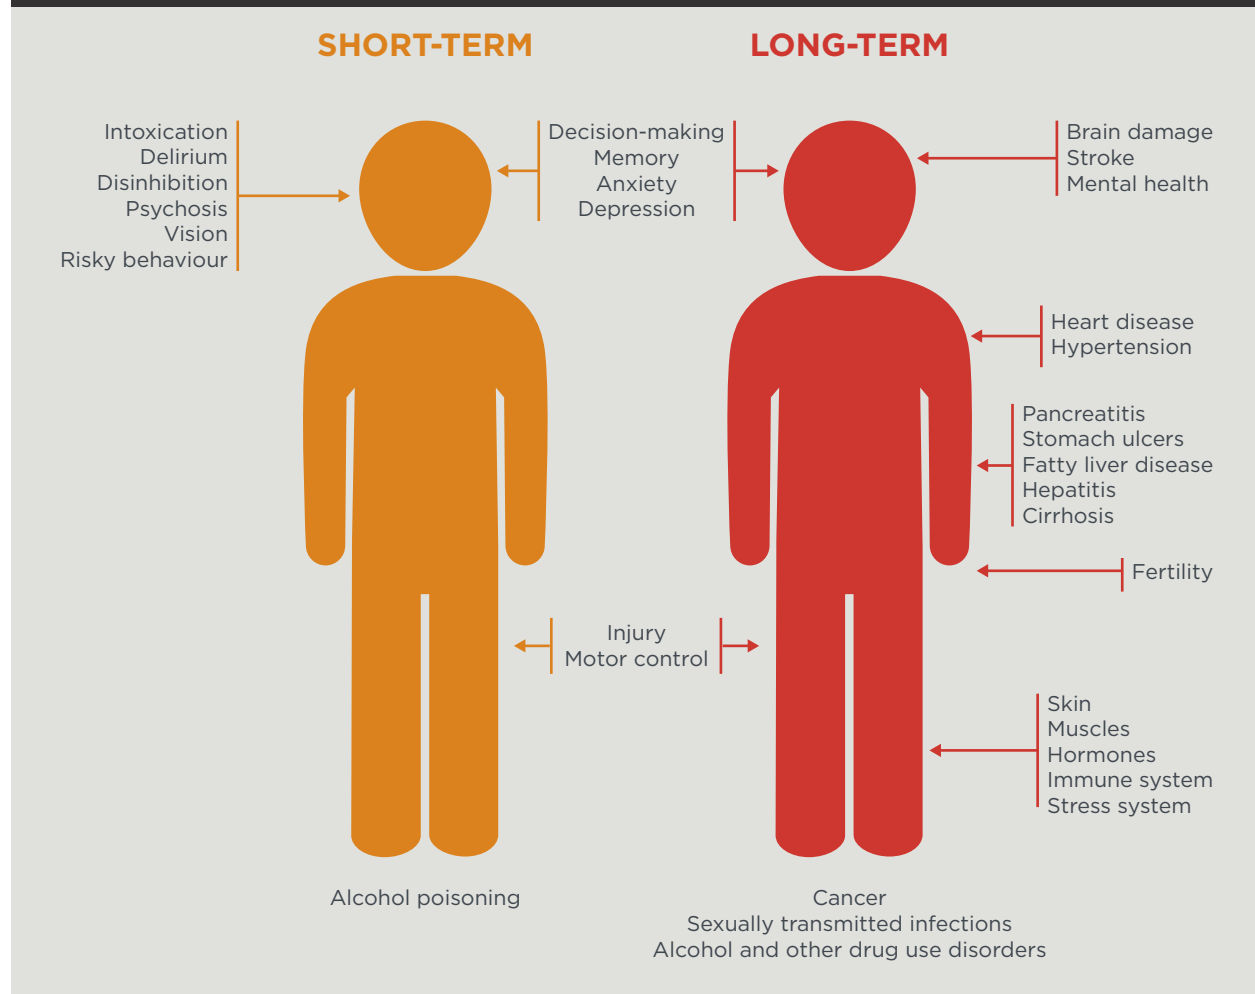 SHORT-TERM
LONG-TERM
Intoxication
Delirium
Disinhibition
Psychosis
Vision
Risky behaviour
Decision-making
Memory
Anxiety
Depression
Brain damage
Stroke
Mental health
Heart disease
Hypertension
Pancreatitis
Stomach ulcers
Fatty liver disease
Hepatitis
Cirrhosis
Fertility
Injury
Motor control
Skin
Muscles
Hormones
Immune system
Stress system
Alcohol poisoning
Cancer
Sexually transmitted infections
Alcohol and other drug use disorders